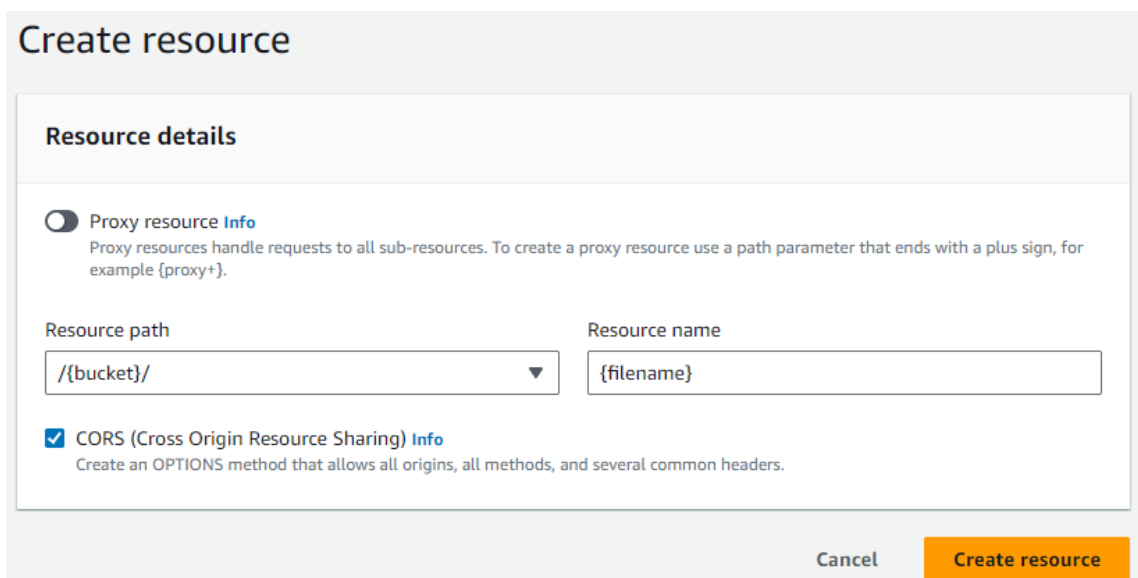 Create resource
Resource details
Proxy resource Info
Proxy resources handle requests to all sub-resources. To create a proxy resource use a path parameter that ends with a plus sign, for
example {proxy+}.
Resource path
Resource name
/{bucket}/
{filename}
CORS (Cross Origin Resource Sharing) Info
Create an OPTIONS method that allows all origins, all methods, and several common headers.
Cancel
Create resource